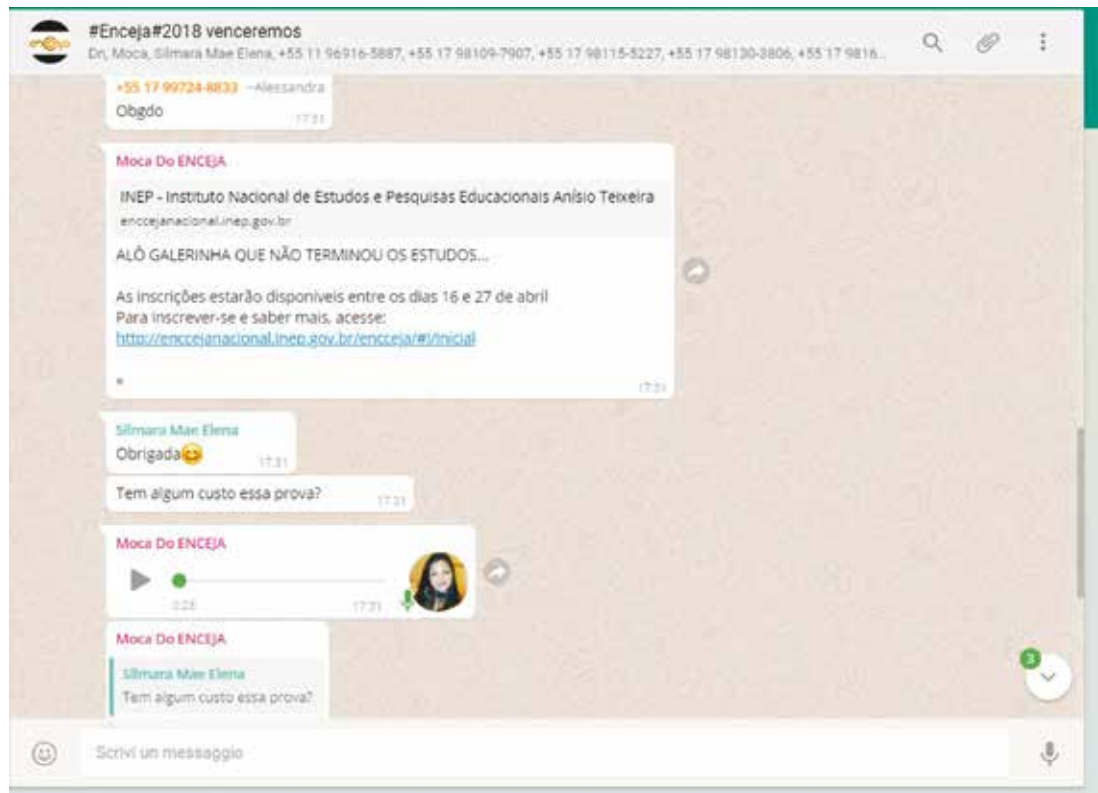 #Encceja#2018 venceremos
Dri, Moca, Silmara Mae Elena, +55 11 96916-5887, +55 17 98109-7907, +55 17 98115-5227, +55 17 98130-3806, +55 17 9816...
+55 17 99724-8833 ~Alessandra
Obgdo
17:31
Moca Do ENCEJA
INEP - Instituto Nacional de Estudos e Pesquisas Educacionais Anísio Teixeira
enccejanacional.inep.gov.br
ALÔ GALERINHA QUE NÃO TERMINOU OS ESTUDOS...
As inscrições estarão disponíveis entre os dias 16 e 27 de abril
Para inscrever-se e saber mais, acesse:
http://enccejanacional.inep.gov.br/encceja/#!/inicial
17:31
Silmara Mae Elena
Obrigada
17:31
Tem algum custo essa prova?
17:31
Moca Do ENCEJA
0:28
17:31
Moca Do ENCEJA
Silmara Mae Elena
Tem algum custo essa prova?
3
Scrivi un messaggio